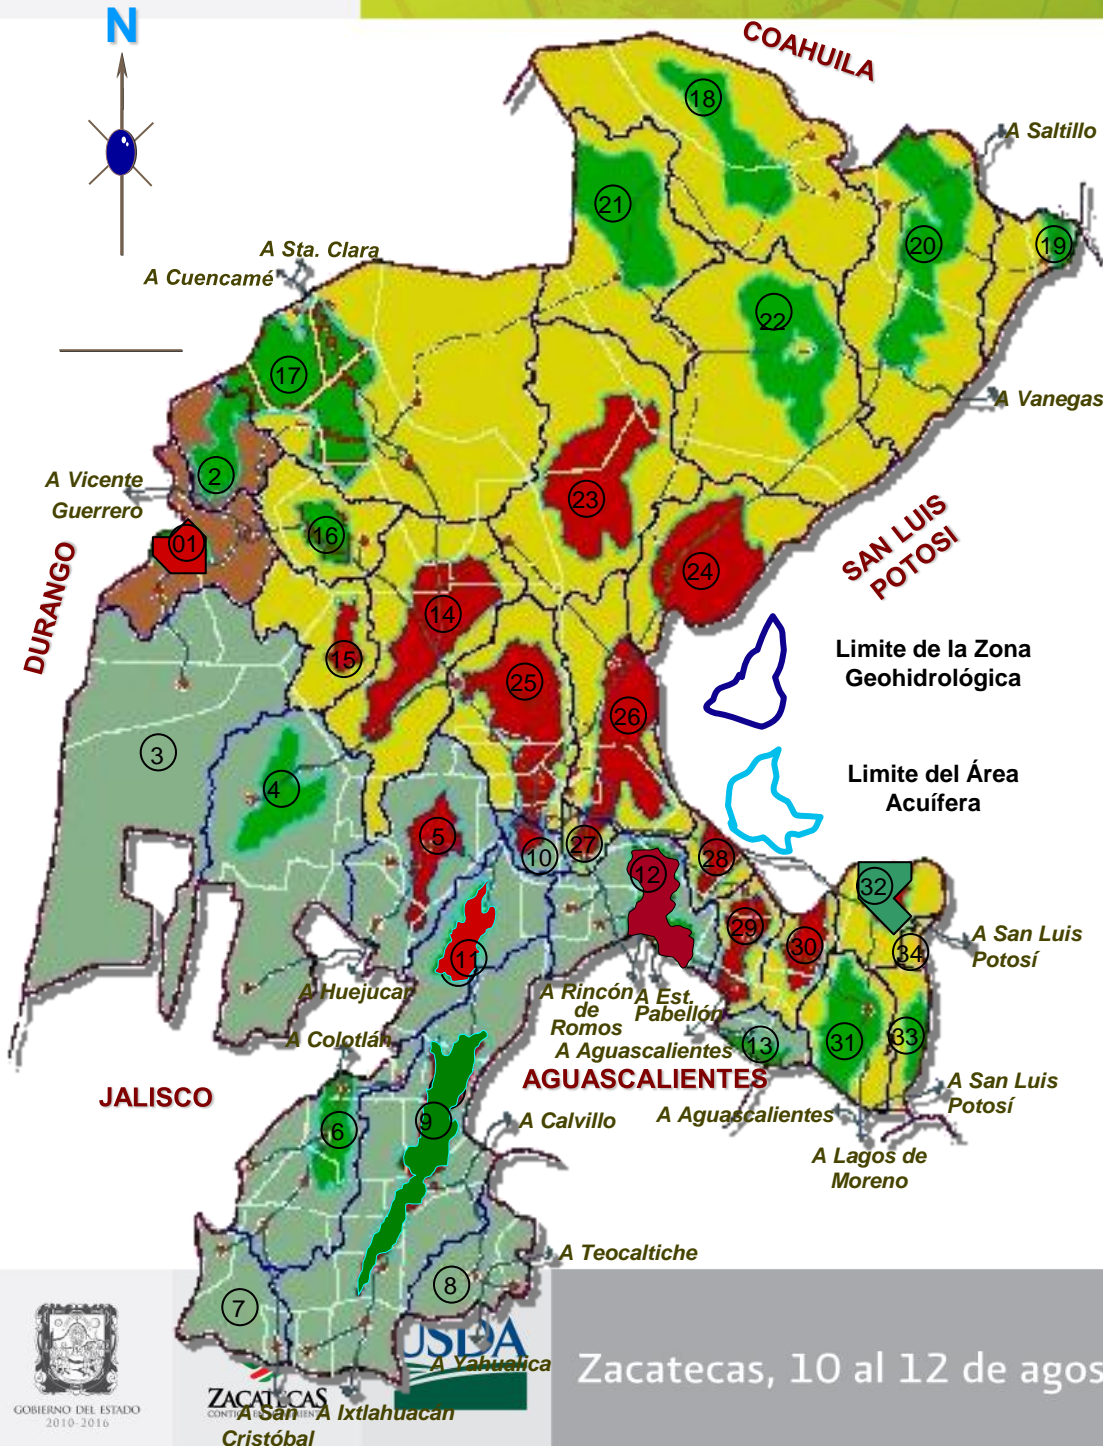 N
COAHUILA
18
A Saltillo
21
20
19
A Sta. Clara
A Cuencamé
22
17
A Vanegas
2
A Vicente
Guerrero
23
16
01
SAN LUIS
POTOSI
24
DURANGO
14
15
Limite de la Zona
Geohidrológica
25
26
3
4
Limite del Área
Acuífera
5
10
27
28
12
32
29
30
34
A San Luis
Potosí
11
A Huejucar
A Rincón
de
Romos
A Est.
Pabellón
A Colotlán
A Aguascalientes
13
31
33
JALISCO
AGUASCALIENTES
A San Luis
Potosí
6
9
A Calvillo
A Aguascalientes
A Lagos de
Moreno
A Teocaltiche
7
8
USDA
A Yahualica
Zacatecas, 10 al 12 de agos
GOBIERNO DEL ESTADO
2010-2016
ZACATECAS
A San
Cristóbal
A Ixtlahuacán